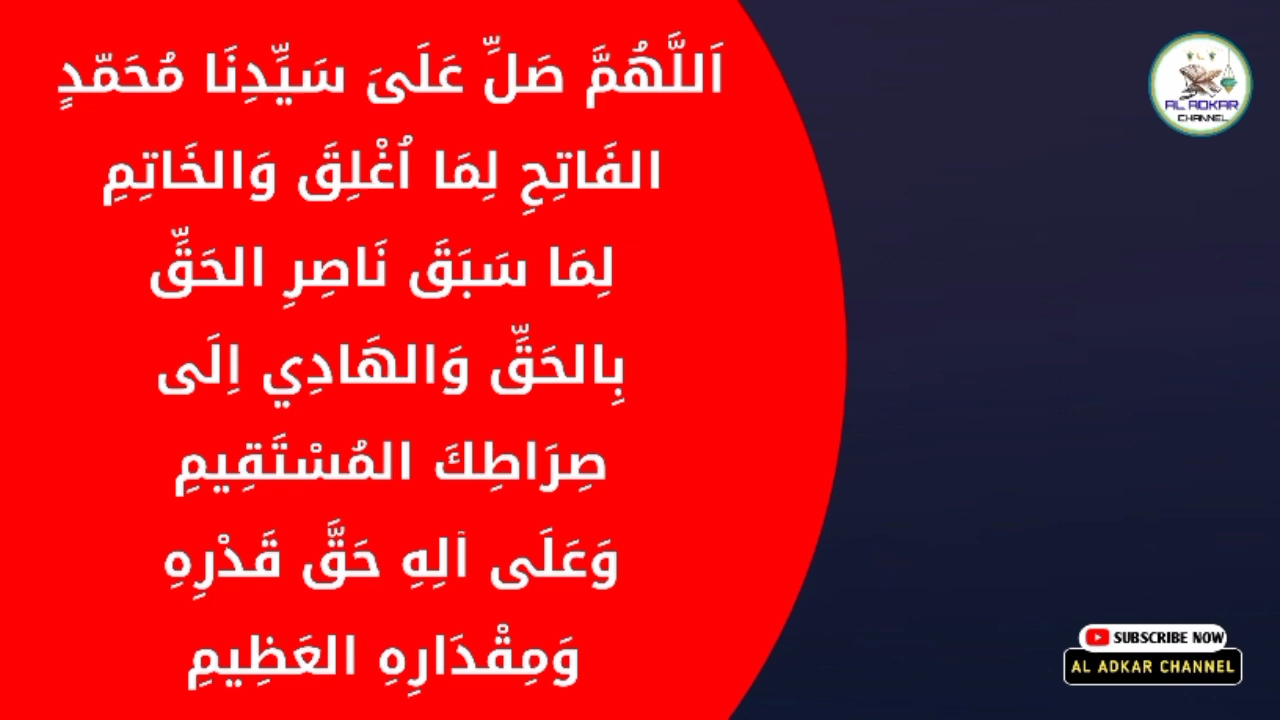 اَللَّهُمَّ صَلِّ عَلَىَ سَيِّدِنَا مُحَمّدٍ
الفَاتِحِ لِمَا اُغْلِقَ وَالخَاتِمِ
لِمَا سَبَقَ نَاصِرِ الحَقِّ
بِالحَقِّ وَالهَادِي اِلَى
صِرَاطِكَ المُسْتَقِيمِ
وَعَلَى اٰلِهِ حَقَّ قَدْرِهِ
وَمِقْدَارِهِ العَظِيمِ
AL ADKAR
CHANNEL
SUBSCRIBE NOW
AL ADKAR CHANNEL